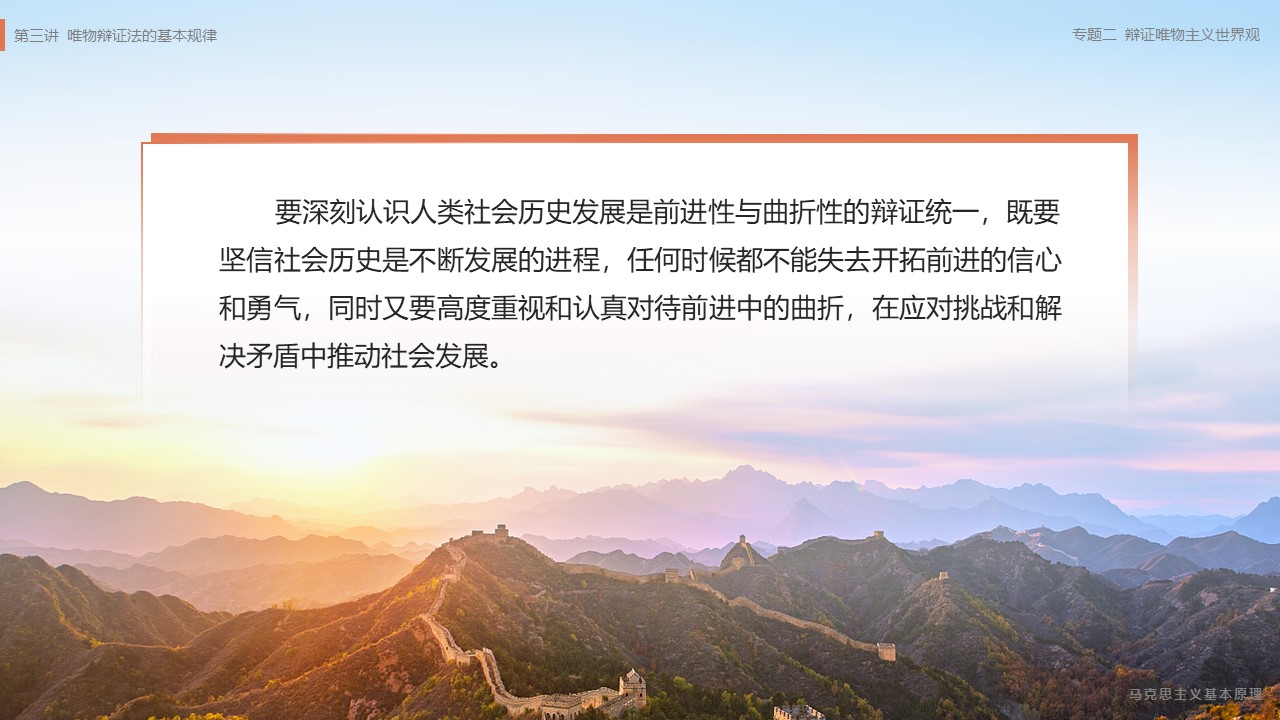 第三讲 唯物辩证法的基本规律
专题二 辩证唯物主义世界观
要深刻认识人类社会历史发展是前进性与曲折性的辩证统一，既要
坚信社会历史是不断发展的进程，任何时候都不能失去开拓前进的信心
和勇气，同时又要高度重视和认真对待前进中的曲折，在应对挑战和解
决矛盾中推动社会发展。
马克思主义基本原理